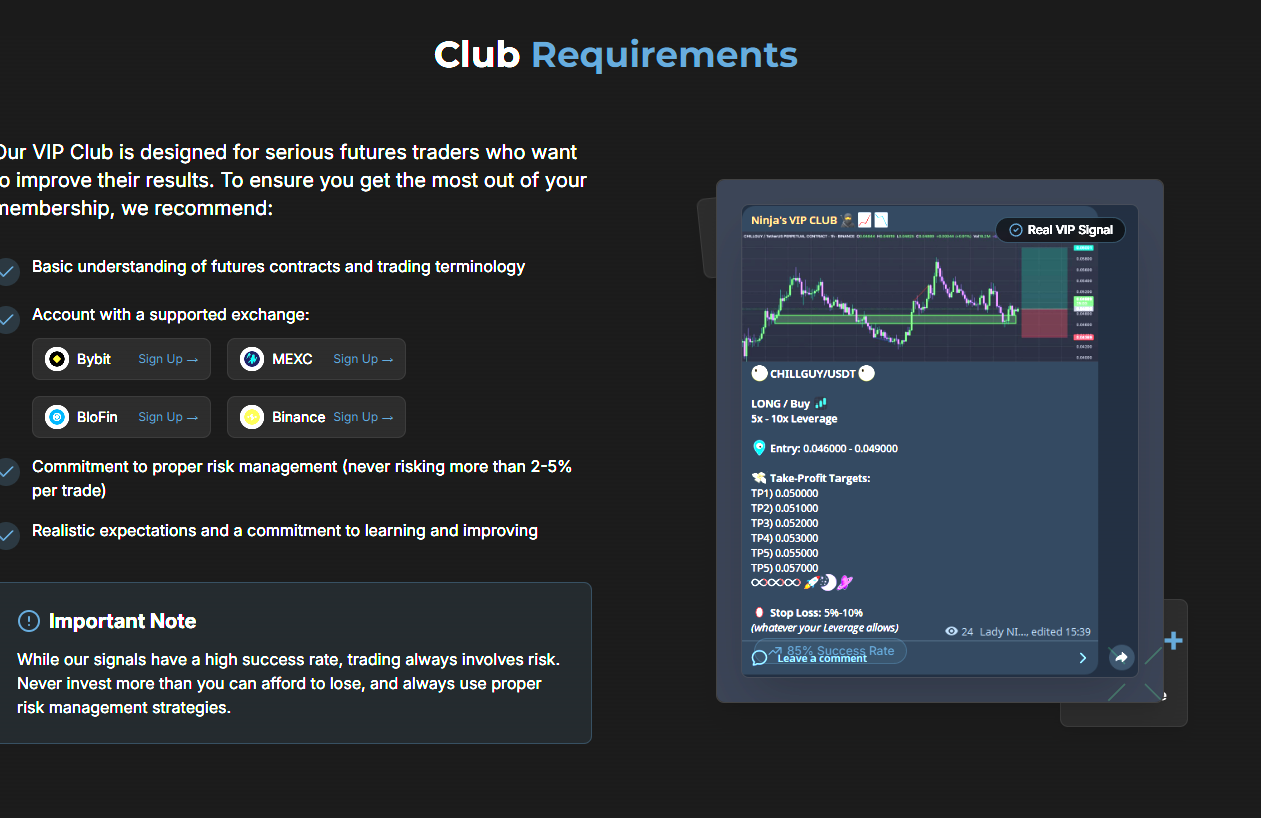 Club Requirements
Our VIP Club is designed for serious futures traders who want
to improve their results. To ensure you get the most out of your
membership, we recommend:
Basic understanding of futures contracts and trading terminology
Account with a supported exchange:
Bybit Sign Up →
MEXC Sign Up →
BloFin Sign Up →
Binance Sign Up →
Commitment to proper risk management (never risking more than 2-5%
per trade)
Realistic expectations and a commitment to learning and improving
Important Note
While our signals have a high success rate, trading always involves risk.
Never invest more than you can afford to lose, and always use proper
risk management strategies.
Ninja's VIP CLUB
Real VIP Signal
CHILLGUY/USDT
LONG / Buy
5x - 10x Leverage
Entry: 0.046000 - 0.049000
Take-Profit Targets:
TP1) 0.050000
TP2) 0.051000
TP3) 0.052000
TP4) 0.053000
TP5) 0.055000
TP5) 0.057000
Stop Loss: 5%-10%
(whatever your Leverage allows)
24 Lady NI..., edited 15:39
85% Success Rate
Leave a comment